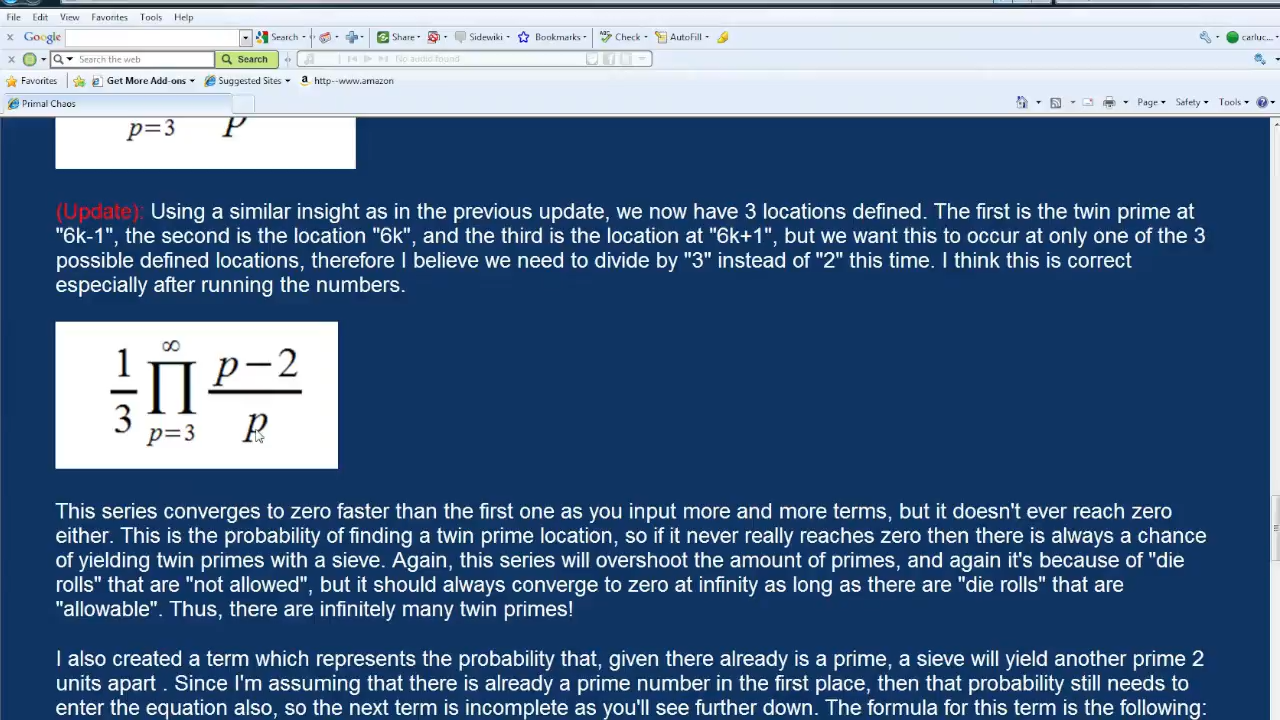 File Edit View Favorites Tools Help
Google Search Share Sidewiki Bookmarks Check AutoFill carluc...
Search the web Search No audio found
Favorites Get More Add-ons Suggested Sites a http--www.amazon
Primal Chaos Page Safety Tools
p=3 p
(Update): Using a similar insight as in the previous update, we now have 3 locations defined. The first is the twin prime at
"6k-1", the second is the location "6k", and the third is the location at "6k+1", but we want this to occur at only one of the 3
possible defined locations, therefore I believe we need to divide by "3" instead of "2" this time. I think this is correct
especially after running the numbers.
1/3 ∏ p=3 ∞ p−2/p
This series converges to zero faster than the first one as you input more and more terms, but it doesn't ever reach zero
either. This is the probability of finding a twin prime location, so if it never really reaches zero then there is always a chance
of yielding twin primes with a sieve. Again, this series will overshoot the amount of primes, and again it's because of "die
rolls" that are "not allowed", but it should always converge to zero at infinity as long as there are "die rolls" that are
"allowable". Thus, there are infinitely many twin primes!
I also created a term which represents the probability that, given there already is a prime, a sieve will yield another prime 2
units apart . Since I'm assuming that there is already a prime number in the first place, then that probability still needs to
enter the equation also, so the next term is incomplete as you'll see further down. The formula for this term is the following: